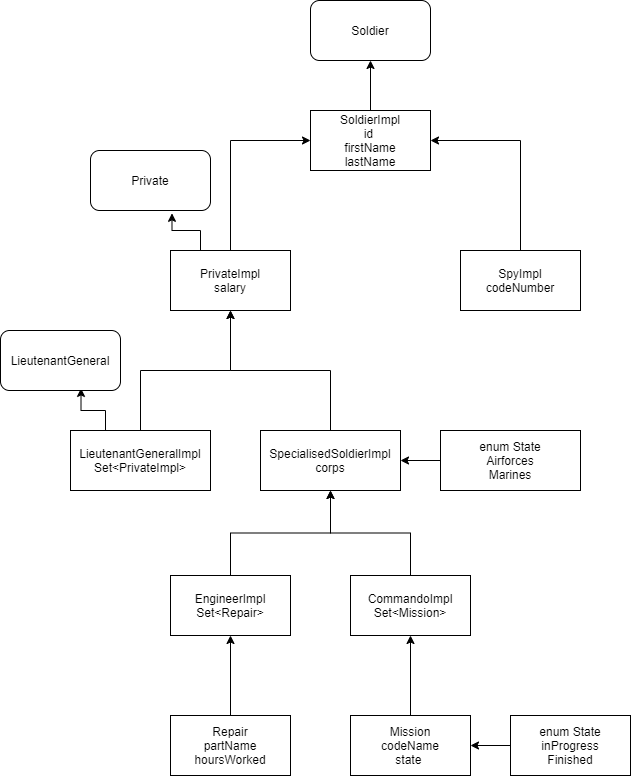 Soldier
SoldierImpl
id
firstName
lastName
Private
PrivateImpl
salary
SpyImpl
codeNumber
LieutenantGeneral
LieutenantGeneralImpl
Set<PrivateImpl>
SpecialisedSoldierImpl
corps
enum State
Airforces
Marines
EngineerImpl
Set<Repair>
CommandoImpl
Set<Mission>
Repair
partName
hoursWorked
Mission
codeName
state
enum State
inProgress
Finished